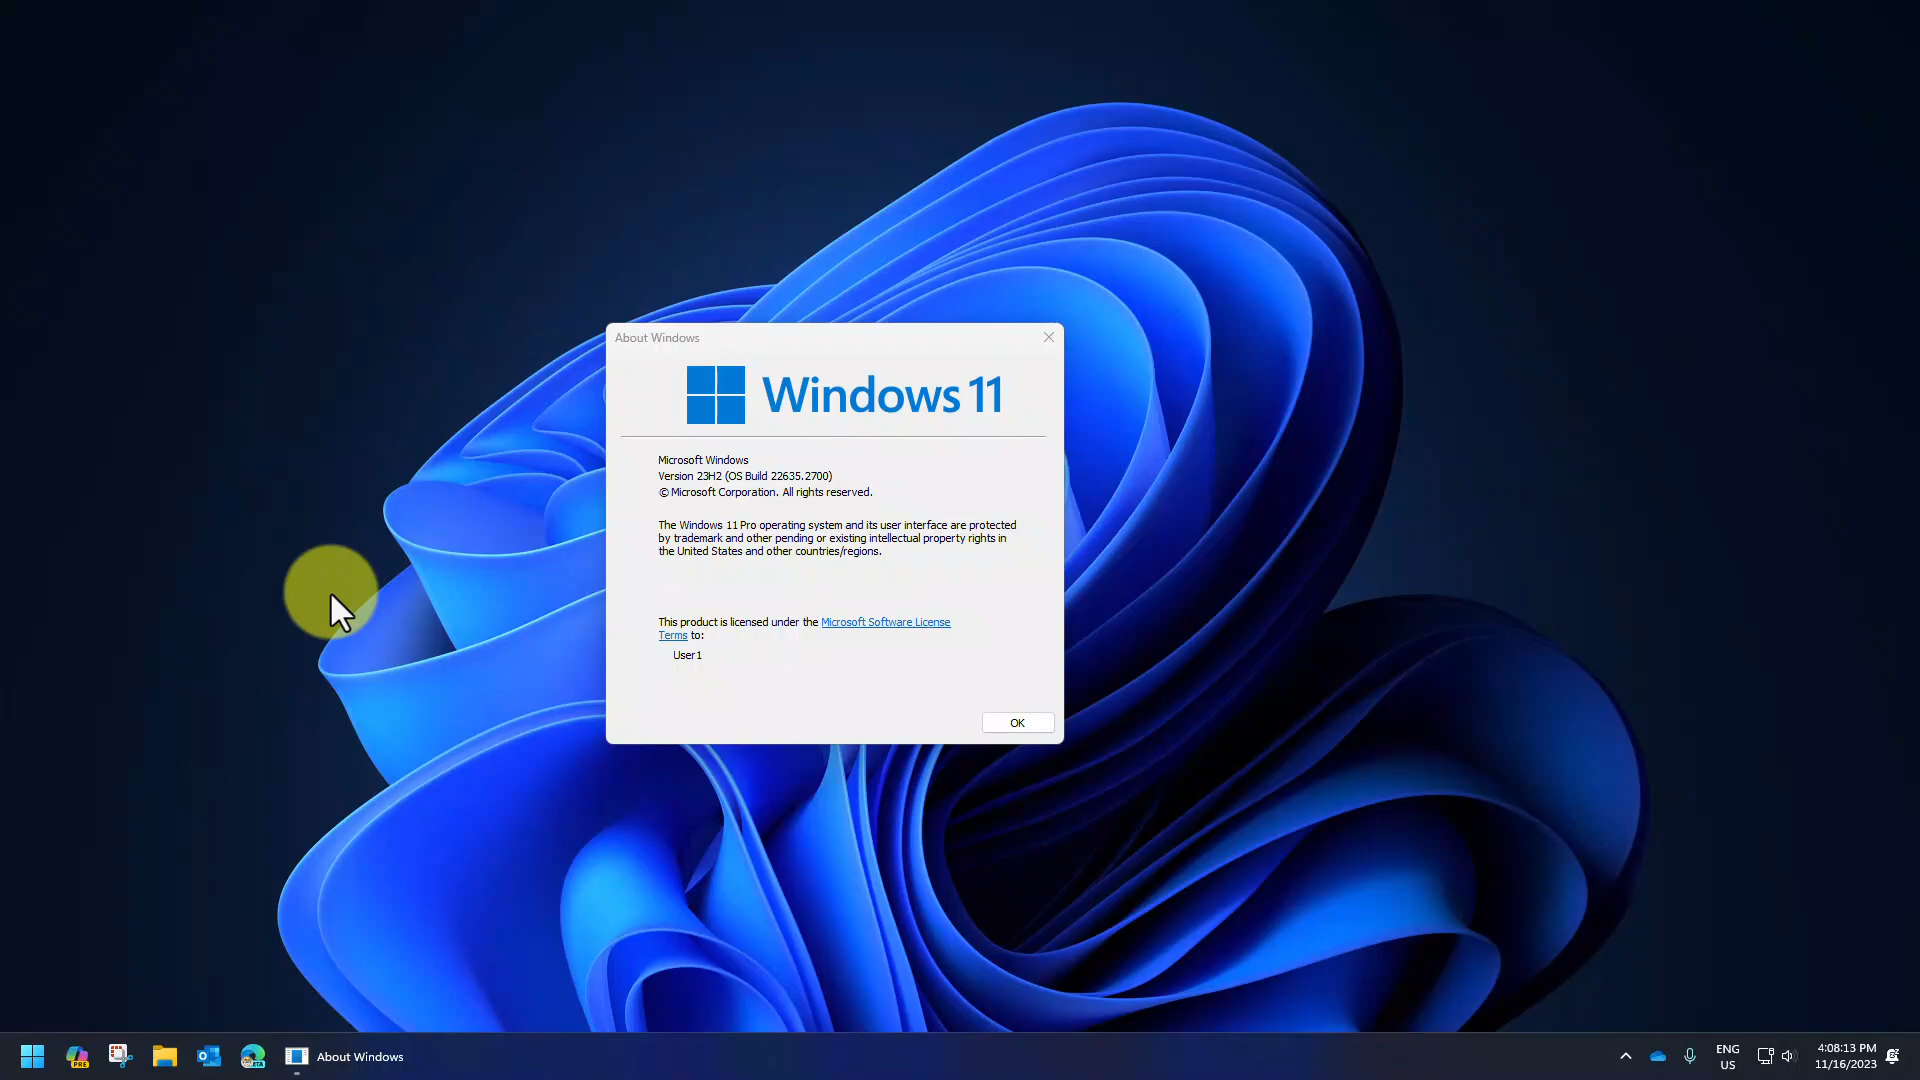 About Windows
Windows 11
Microsoft Windows
Version 23H2 (OS Build 22635.2700)
© Microsoft Corporation. All rights reserved.
The Windows 11 Pro operating system and its user interface are protected
by trademark and other pending or existing intellectual property rights in
the United States and other countries/regions.
This product is licensed under the Microsoft Software License
Terms to:
User1
OK
PRE
BETA
About Windows
ENG
US
4:08:13 PM
11/16/2023